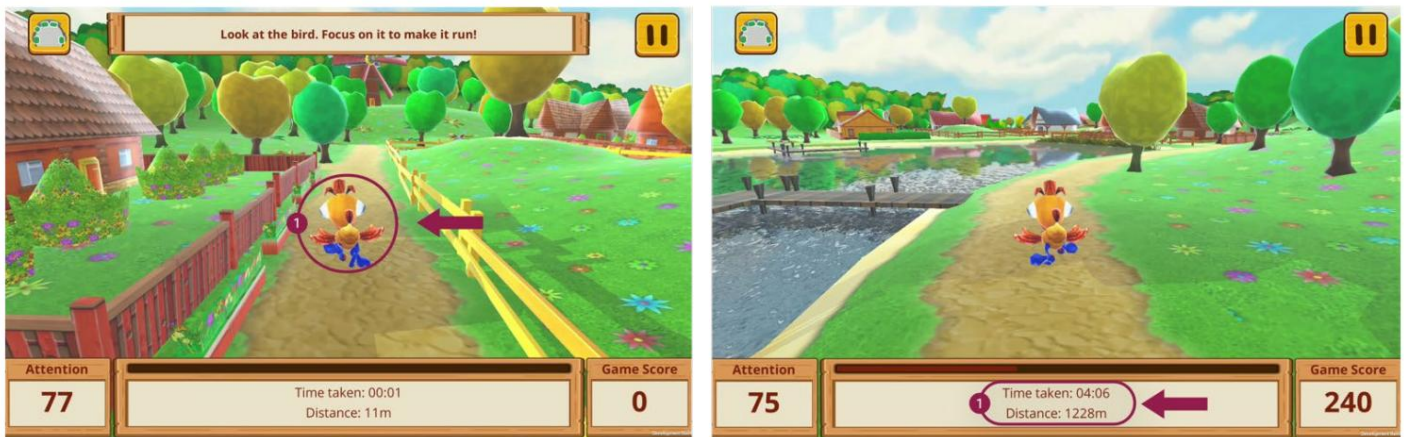 Look at the bird. Focus on it to make it run!
1
Attention
77
Time taken: 00:01
Distance: 11m
Game Score
0
Attention
75
1
Time taken: 04:06
Distance: 1228m
Game Score
240